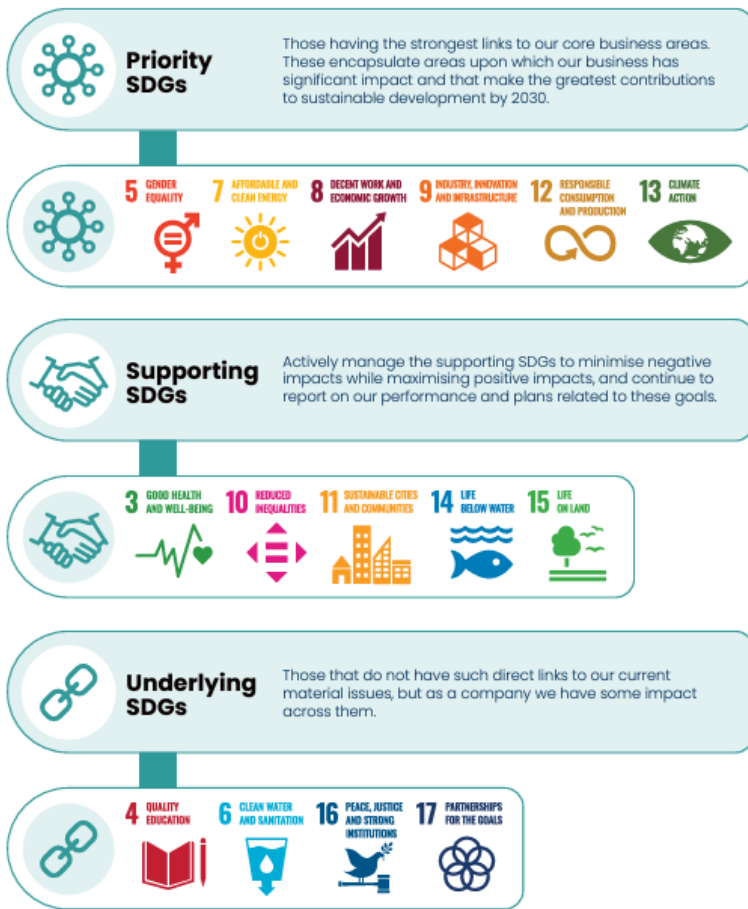 Priority
SDGs
Those having the strongest links to our core business areas.
These encapsulate areas upon which our business has
significant impact and that make the greatest contributions
to sustainable development by 2030.
5 GENDER
EQUALITY
7 AFFORDABLE AND
CLEAN ENERGY
8 DECENT WORK AND
ECONOMIC GROWTH
9 INDUSTRY, INNOVATION
AND INFRASTRUCTURE
12 RESPONSIBLE
CONSUMPTION
AND PRODUCTION
13 CLIMATE
ACTION
Supporting
SDGs
Actively manage the supporting SDGs to minimise negative
impacts while maximising positive impacts, and continue to
report on our performance and plans related to these goals.
3 GOOD HEALTH
AND WELL-BEING
10 REDUCED
INEQUALITIES
11 SUSTAINABLE CITIES
AND COMMUNITIES
14 LIFE
BELOW WATER
15 LIFE
ON LAND
Underlying
SDGs
Those that do not have such direct links to our current
material issues, but as a company we have some impact
across them.
4 QUALITY
EDUCATION
6 CLEAN WATER
AND SANITATION
16 PEACE, JUSTICE
AND STRONG
INSTITUTIONS
17 PARTNERSHIPS
FOR THE GOALS